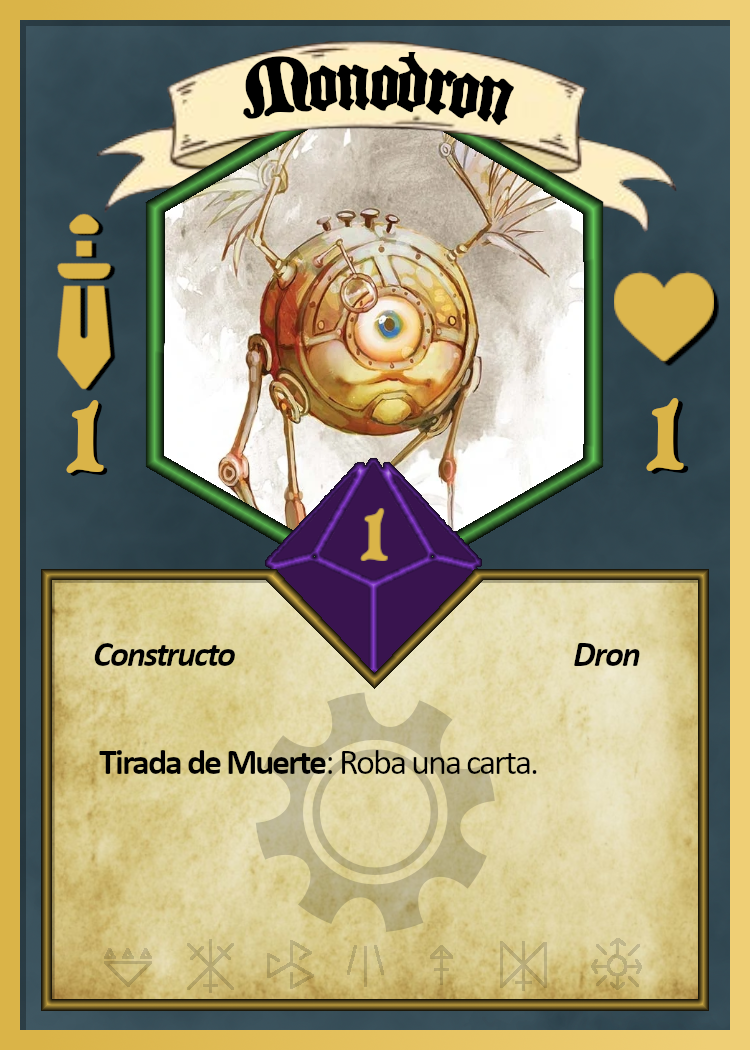 Monodron
1
1
1
Constructo
Dron
Tirada de Muerte: Roba una carta.